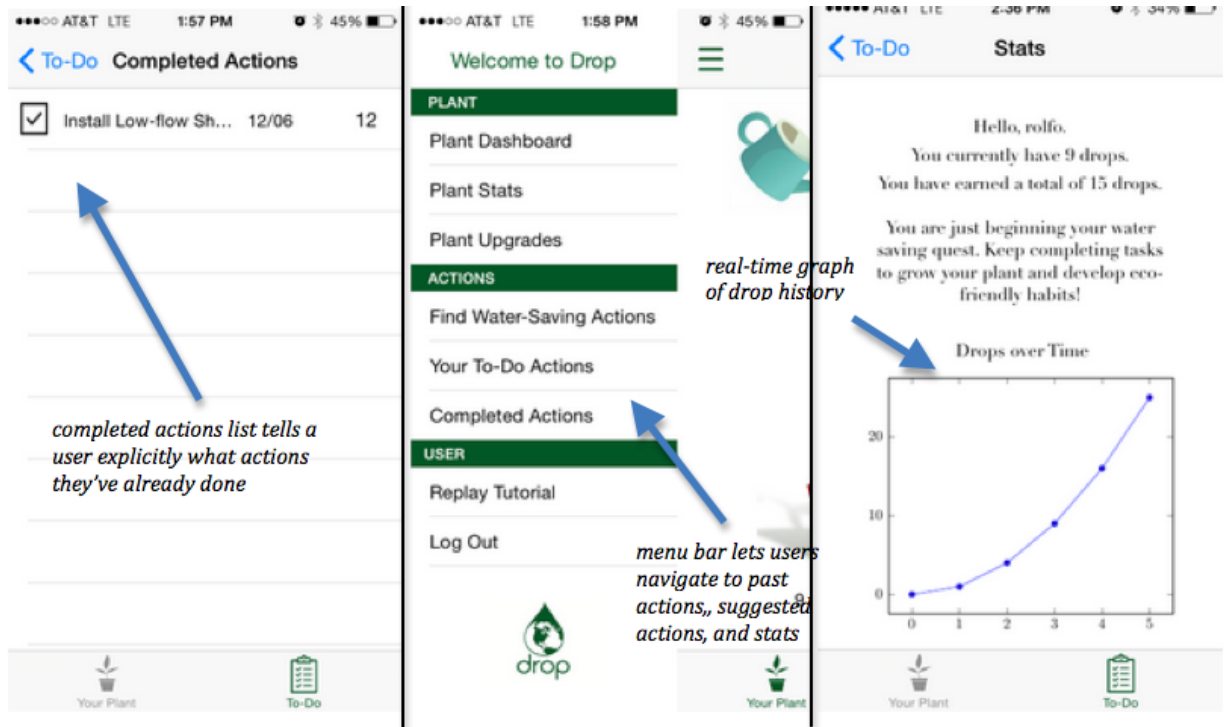 AT&T LTE 1:57 PM 45%
To-Do Completed Actions
Install Low-flow Sh... 12/06 12
completed actions list tells a
user explicitly what actions
they've already done
Your Plant To-Do
AT&T LTE 1:58 PM 45%
Welcome to Drop
PLANT
Plant Dashboard
Plant Stats
Plant Upgrades
ACTIONS
Find Water-Saving Actions
Your To-Do Actions
Completed Actions
USER
Replay Tutorial
Log Out
drop
menu bar lets users
navigate to past
actions,, suggested
actions, and stats
9
Your Plant
AT&T LTE 2:36 PM 34%
To-Do Stats
Hello, rolfo.
You currently have 9 drops.
You have earned a total of 15 drops.
You are just beginning your water
saving quest. Keep completing tasks
to grow your plant and develop eco-
friendly habits!
real-time graph
of drop history
Drops over Time
20
10
0
0 1 2 3 4 5
Your Plant To-Do